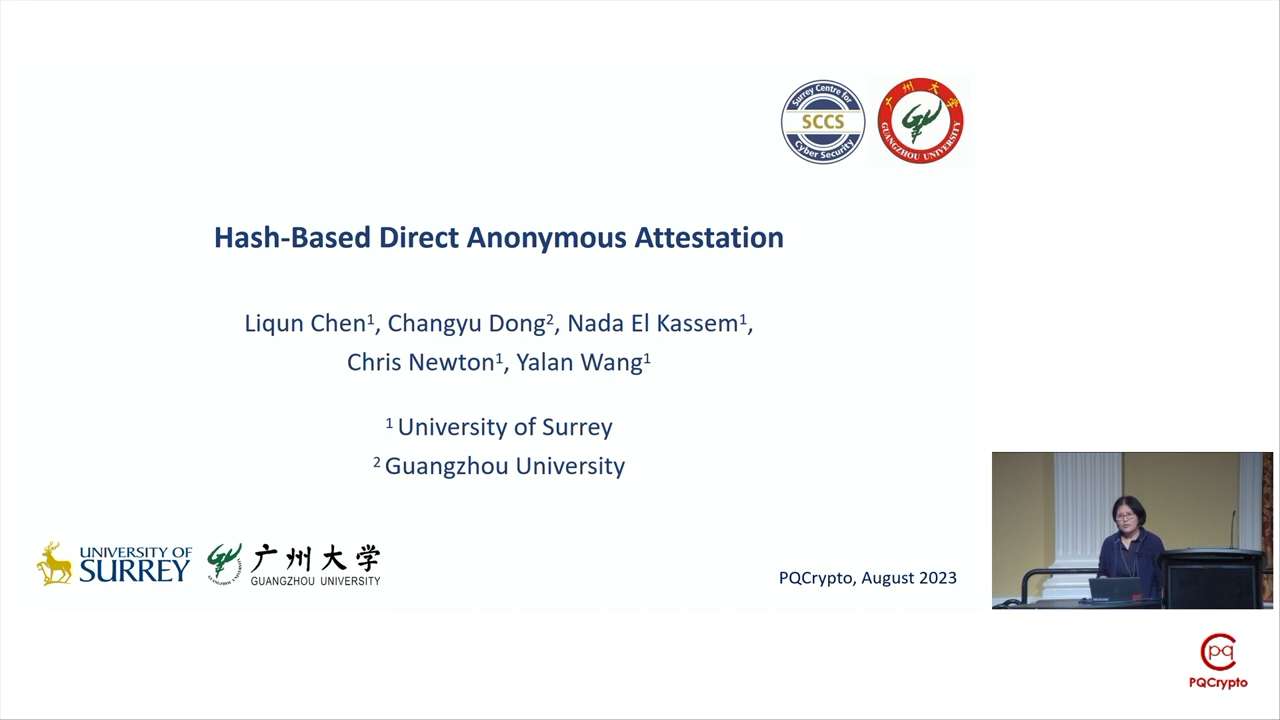 Surrey Centre for
SCCS
Cyber Security
广州大学
GUANGZHOU UNIVERSITY
Hash-Based Direct Anonymous Attestation
Liqun Chen¹, Changyu Dong², Nada El Kassem¹,
Chris Newton¹, Yalan Wang¹
¹ University of Surrey
² Guangzhou University
UNIVERSITY OF
SURREY
广州大学
GUANGZHOU UNIVERSITY
PQCrypto, August 2023
pq
PQCrypto